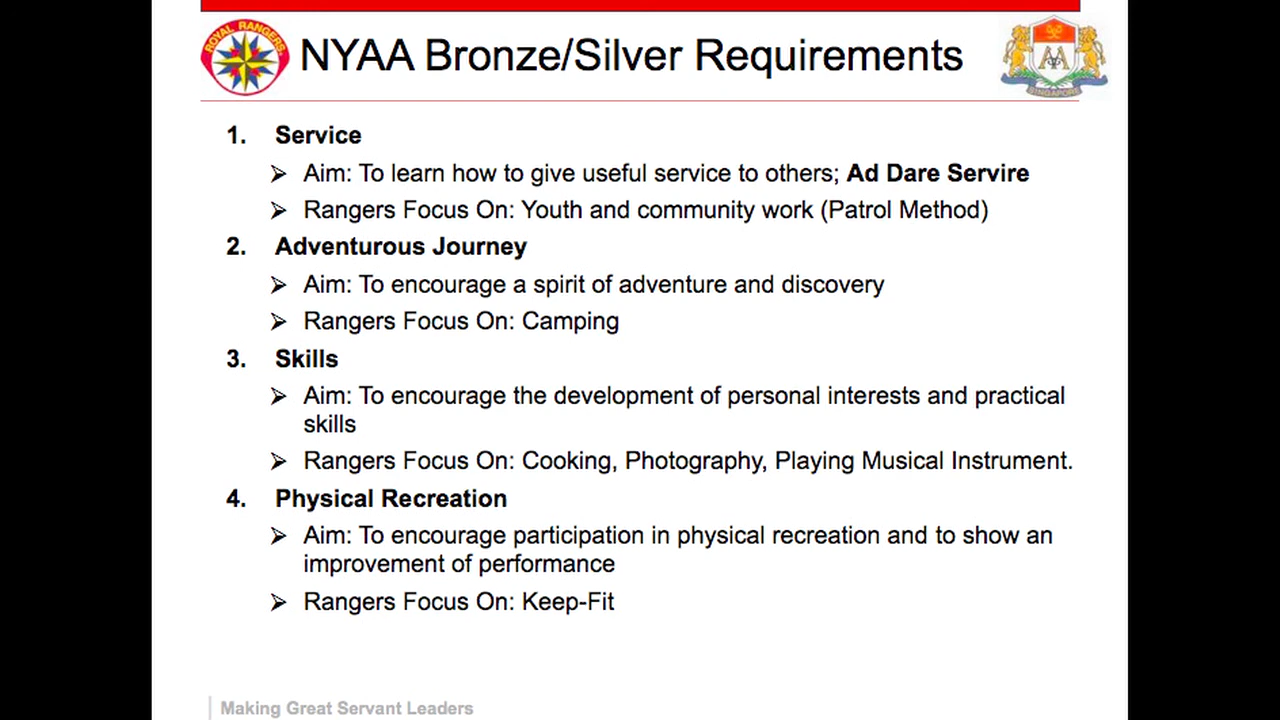 ROYAL RANGERS
NYAA Bronze/Silver Requirements
AA
SINGAPORE
1. Service
➢ Aim: To learn how to give useful service to others; Ad Dare Servire
➢ Rangers Focus On: Youth and community work (Patrol Method)
2. Adventurous Journey
➢ Aim: To encourage a spirit of adventure and discovery
➢ Rangers Focus On: Camping
3. Skills
➢ Aim: To encourage the development of personal interests and practical
skills
➢ Rangers Focus On: Cooking, Photography, Playing Musical Instrument.
4. Physical Recreation
➢ Aim: To encourage participation in physical recreation and to show an
improvement of performance
➢ Rangers Focus On: Keep-Fit
Making Great Servant Leaders